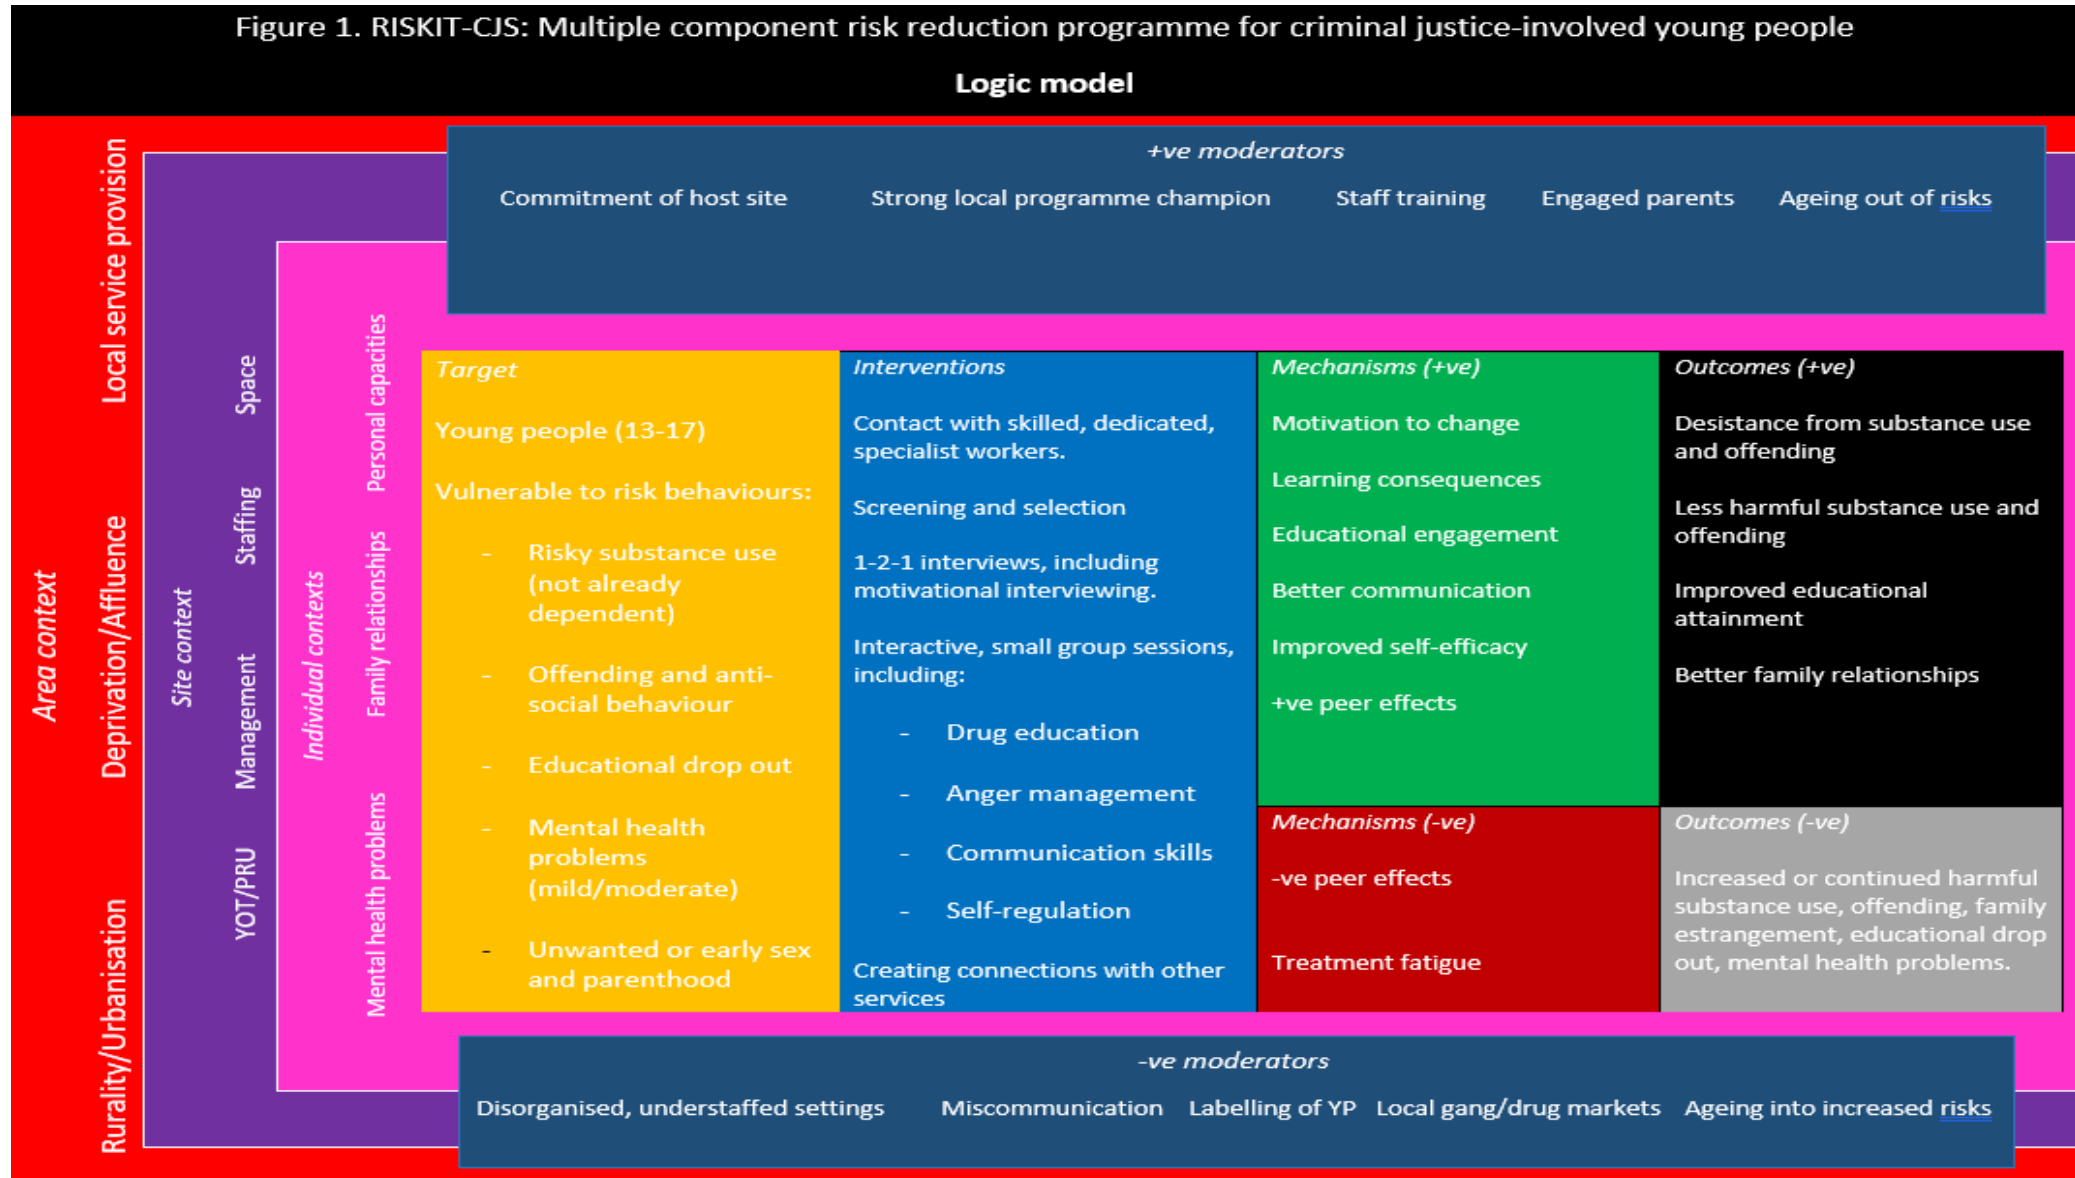 Figure 1. RISKIT-CJS: Multiple component risk reduction programme for criminal justice-involved young people
Logic model
Area context
Local service provision
Deprivation/Affluence
Rurality/Urbanisation
Site context
Space
Staffing
Management
YOT/PRU
Individual contexts
Personal capacities
Family relationships
Mental health problems
+ve moderators
Commitment of host site
Strong local programme champion
Staff training
Engaged parents
Ageing out of risks
Target
Young people (13-17)
Vulnerable to risk behaviours:
- Risky substance use
(not already
dependent)
- Offending and anti-
social behaviour
- Educational drop out
- Mental health
problems
(mild/moderate)
- Unwanted or early sex
and parenthood
Interventions
Contact with skilled, dedicated,
specialist workers.
Screening and selection
1-2-1 interviews, including
motivational interviewing.
Interactive, small group sessions,
including:
- Drug education
- Anger management
- Communication skills
- Self-regulation
Creating connections with other
services
Mechanisms (+ve)
Motivation to change
Learning consequences
Educational engagement
Better communication
Improved self-efficacy
+ve peer effects
Mechanisms (-ve)
-ve peer effects
Treatment fatigue
Outcomes (+ve)
Desistance from substance use
and offending
Less harmful substance use and
offending
Improved educational
attainment
Better family relationships
Outcomes (-ve)
Increased or continued harmful
substance use, offending, family
estrangement, educational drop
out, mental health problems.
-ve moderators
Disorganised, understaffed settings
Miscommunication
Labelling of YP
Local gang/drug markets
Ageing into increased risks